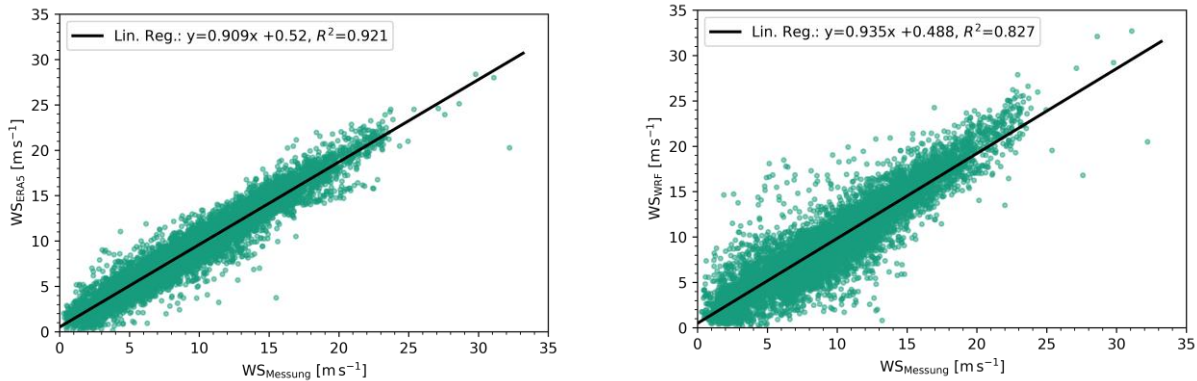 Lin. Reg.: y=0.909x +0.52, R²=0.921
35
30
25
20
15
10
5
0
WS_ERA5 [m s⁻¹]
0 5 10 15 20 25 30 35
WS_Messung [m s⁻¹]
Lin. Reg.: y=0.935x +0.488, R²=0.827
35
30
25
20
15
10
5
0
WS_WRF [m s⁻¹]
0 5 10 15 20 25 30 35
WS_Messung [m s⁻¹]